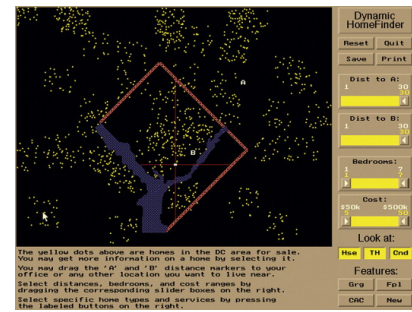 Dynamic
HomeFinder
Reset Quit
Save Print
Dist to A:
1 30
30
Dist to B:
1 30
30
Bedrooms:
1 7
1 7
Cost:
$50k $500k
5 50
Look at:
Hse TH Cnd
Features:
Grg Fpl
CAC New
A
B
The yellow dots above are homes in the DC area for sale.
You may get more information on a home by selecting it.
You may drag the 'A' and 'B' distance markers to your
office or any other location you want to live near.
Select distances, bedrooms, and cost ranges by
dragging the corresponding slider boxes on the right.
Select specific home types and services by pressing
the labeled buttons on the right.